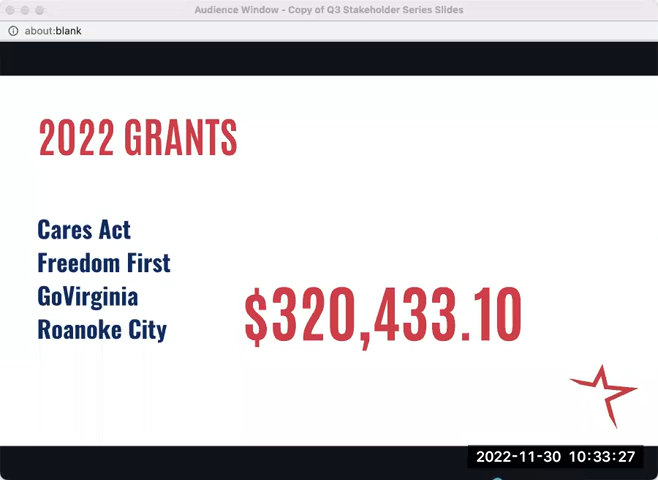 Audience Window - Copy of Q3 Stakeholder Series Slides
about:blank
2022 GRANTS
Cares Act
Freedom First
GoVirginia
Roanoke City
$320,433.10
2022-11-30 10:33:27